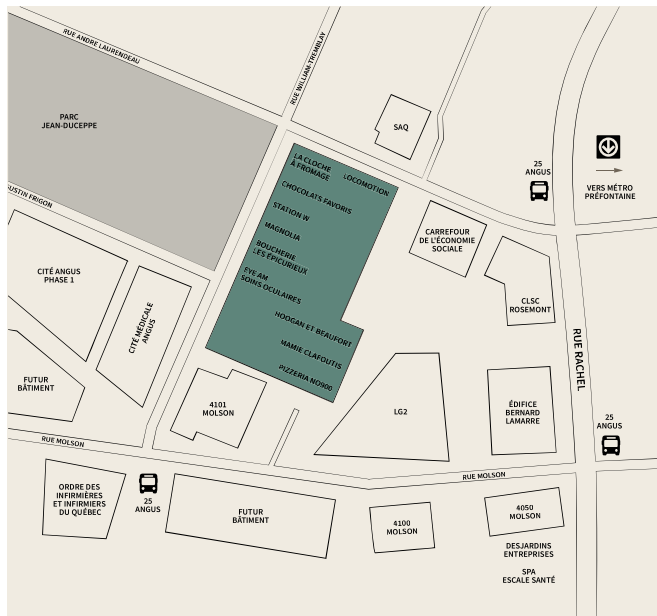 RUE ANDRE LAURENDEAU
RUE WILLIAM-TREMBLAY
PARC
JEAN-DUCEPPE
SAQ
LA CLOCHE
À FROMAGE
LOCOMOTION
CHOCOLATS FAVORIS
STATION W
MAGNOLIA
BOUCHERIE
LES ÉPICURIEUX
EYE AM
SOINS OCULAIRES
HOOGAN ET BEAUFORT
MAMIE CLAFOUTIS
PIZZERIA NO900
25
ANGUS
VERS MÉTRO
PRÉFONTAINE
USTIN FRIGON
CARREFOUR
DE L'ÉCONOMIE
SOCIALE
CITÉ ANGUS
PHASE 1
CITÉ MÉDICALE
ANGUS
CLSC
ROSEMONT
RUE RACHEL
FUTUR
BÂTIMENT
4101
MOLSON
LG2
ÉDIFICE
BERNARD
LAMARRE
25
ANGUS
RUE MOLSON
RUE MOLSON
ORDRE DES
INFIRMIÈRES
ET INFIRMIERS
DU QUÉBEC
25
ANGUS
FUTUR
BÂTIMENT
4100
MOLSON
4050
MOLSON
DESJARDINS
ENTREPRISES
SPA
ESCALE SANTÉ